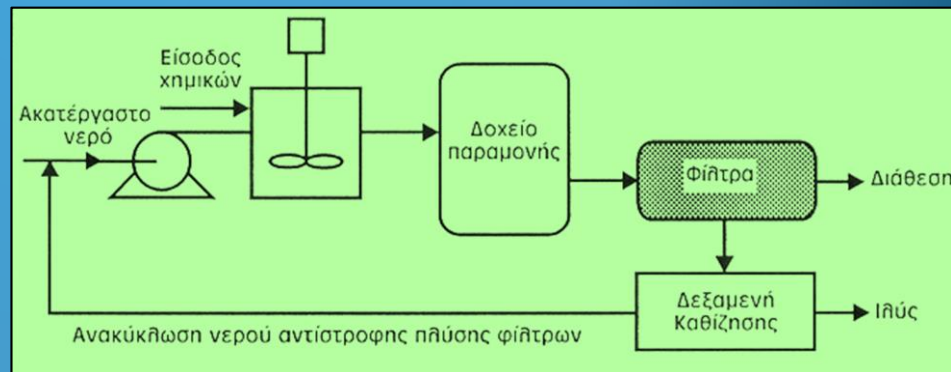 Είσοδος
χημικών
Ακατέργαστο
νερό
Δοχείο
παραμονής
Φίλτρα
Διάθεση
Δεξαμενή
Καθίζησης
Ιλύς
Ανακύκλωση νερού αντίστροφης πλύσης φίλτρων